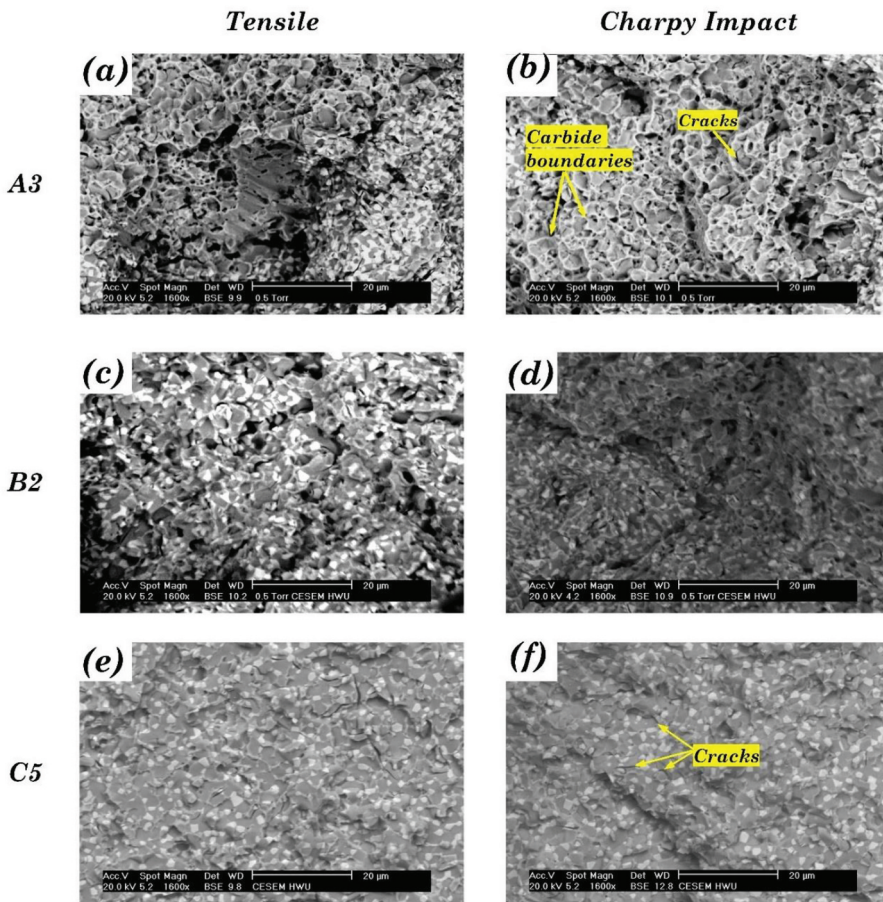 Tensile
Charpy Impact
A3
(a)
Acc.V Spot Magn Det WD 20 µm
20.0 kV 5.2 1600x BSE 9.9 0.5 Torr
(b)
Cracks
Carbide
boundaries
Acc.V Spot Magn Det WD 20 µm
20.0 kV 5.2 1600x BSE 10.1 0.5 Torr
B2
(c)
Acc.V Spot Magn Det WD 20 µm
20.0 kV 5.2 1600x BSE 10.2 0.5 Torr CESEM HWU
(d)
Acc.V Spot Magn Det WD 20 µm
20.0 kV 4.2 1600x BSE 10.9 0.5 Torr CESEM HWU
C5
(e)
Acc.V Spot Magn Det WD 20 µm
20.0 kV 5.2 1600x BSE 9.8 CESEM HWU
(f)
Cracks
Acc.V Spot Magn Det WD 20 µm
20.0 kV 5.2 1600x BSE 12.8 CESEM HWU